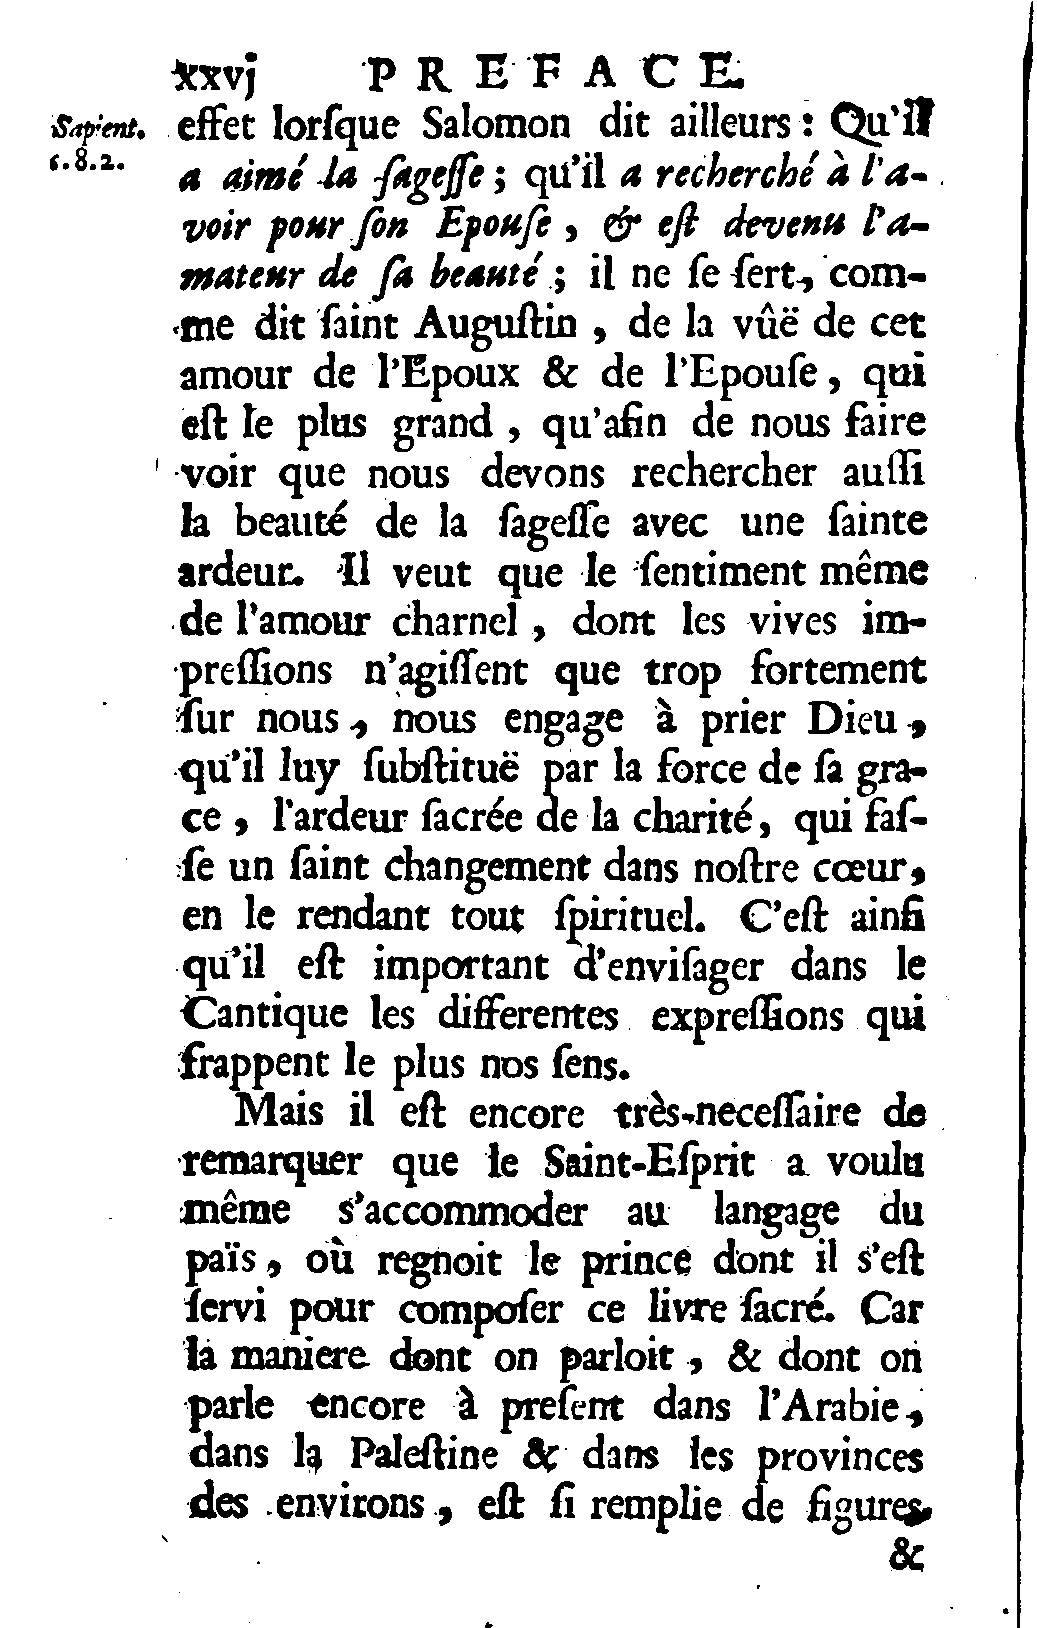 xxvj PREFACE.
Sapient.
c.8.2.
effet lorſque Salomon dit ailleurs : Qu'il
a aimé la ſageſſe ; qu'il a recherché à l'a-
voir pour ſon Epouſe , & eſt devenu l'a-
mateur de ſa beauté ; il ne ſe ſert, com-
me dit ſaint Auguſtin , de la vûë de cet
amour de l'Epoux & de l'Epouſe, qui
eſt le plus grand , qu'afin de nous faire
voir que nous devons rechercher auſſi
la beauté de la ſageſſe avec une ſainte
ardeur. Il veut que le ſentiment même
de l'amour charnel , dont les vives im-
preſſions n'agiſſent que trop fortement
ſur nous, nous engage à prier Dieu,
qu'il luy ſubſtituë par la force de ſa gra-
ce , l'ardeur ſacrée de la charité, qui faſ-
ſe un ſaint changement dans noſtre cœur,
en le rendant tout ſpirituel. C'eſt ainſi
qu'il eſt important d'enviſager dans le
Cantique les differentes expreſſions qui
frappent le plus nos ſens.
Mais il eſt encore très-neceſſaire de
remarquer que le Saint-Eſprit a voulu
même s'accommoder au langage du
païs, où regnoit le prince dont il s'eſt
ſervi pour compoſer ce livre ſacré. Car
la maniere dont on parloit, & dont on
parle encore à preſent dans l'Arabie,
dans la Paleſtine & dans les provinces
des environs, eſt ſi remplie de figures,
&